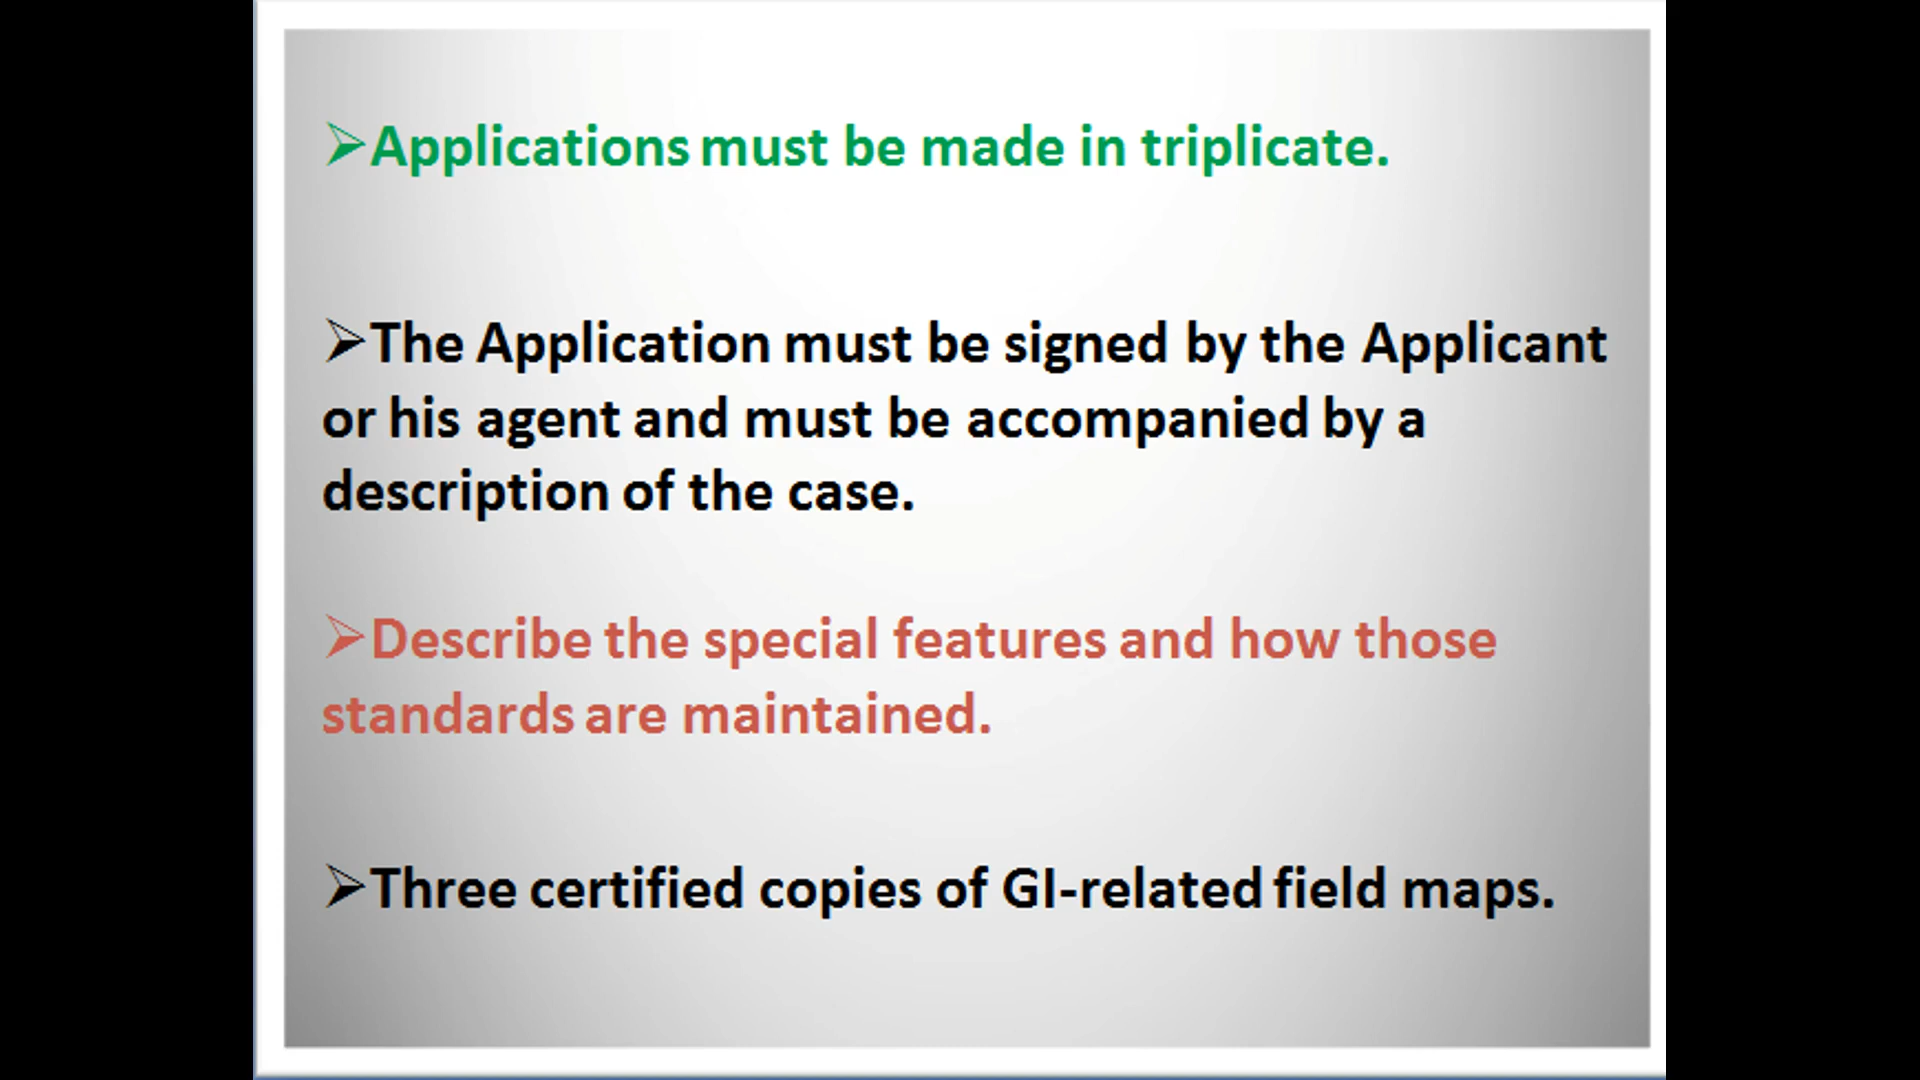 ➢Applications must be made in triplicate.
➢The Application must be signed by the Applicant
or his agent and must be accompanied by a
description of the case.
➢Describe the special features and how those
standards are maintained.
➢Three certified copies of GI-related field maps.